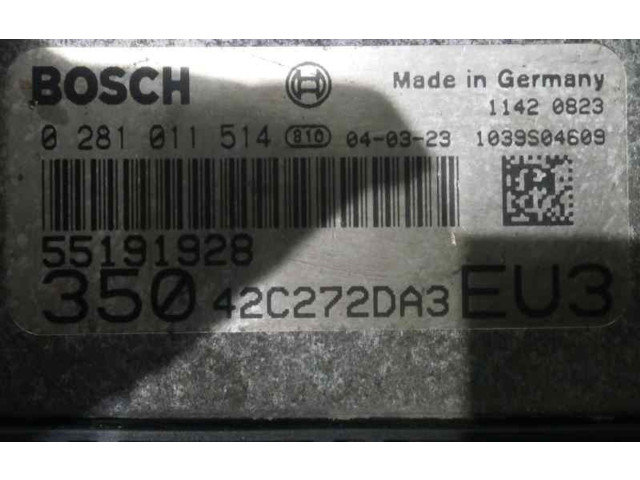 BOSCH Made in Germany
1142 0823
0 281 011 514 810 04-03-23 1039S04609
55191928
350 42C272DA3 EU3